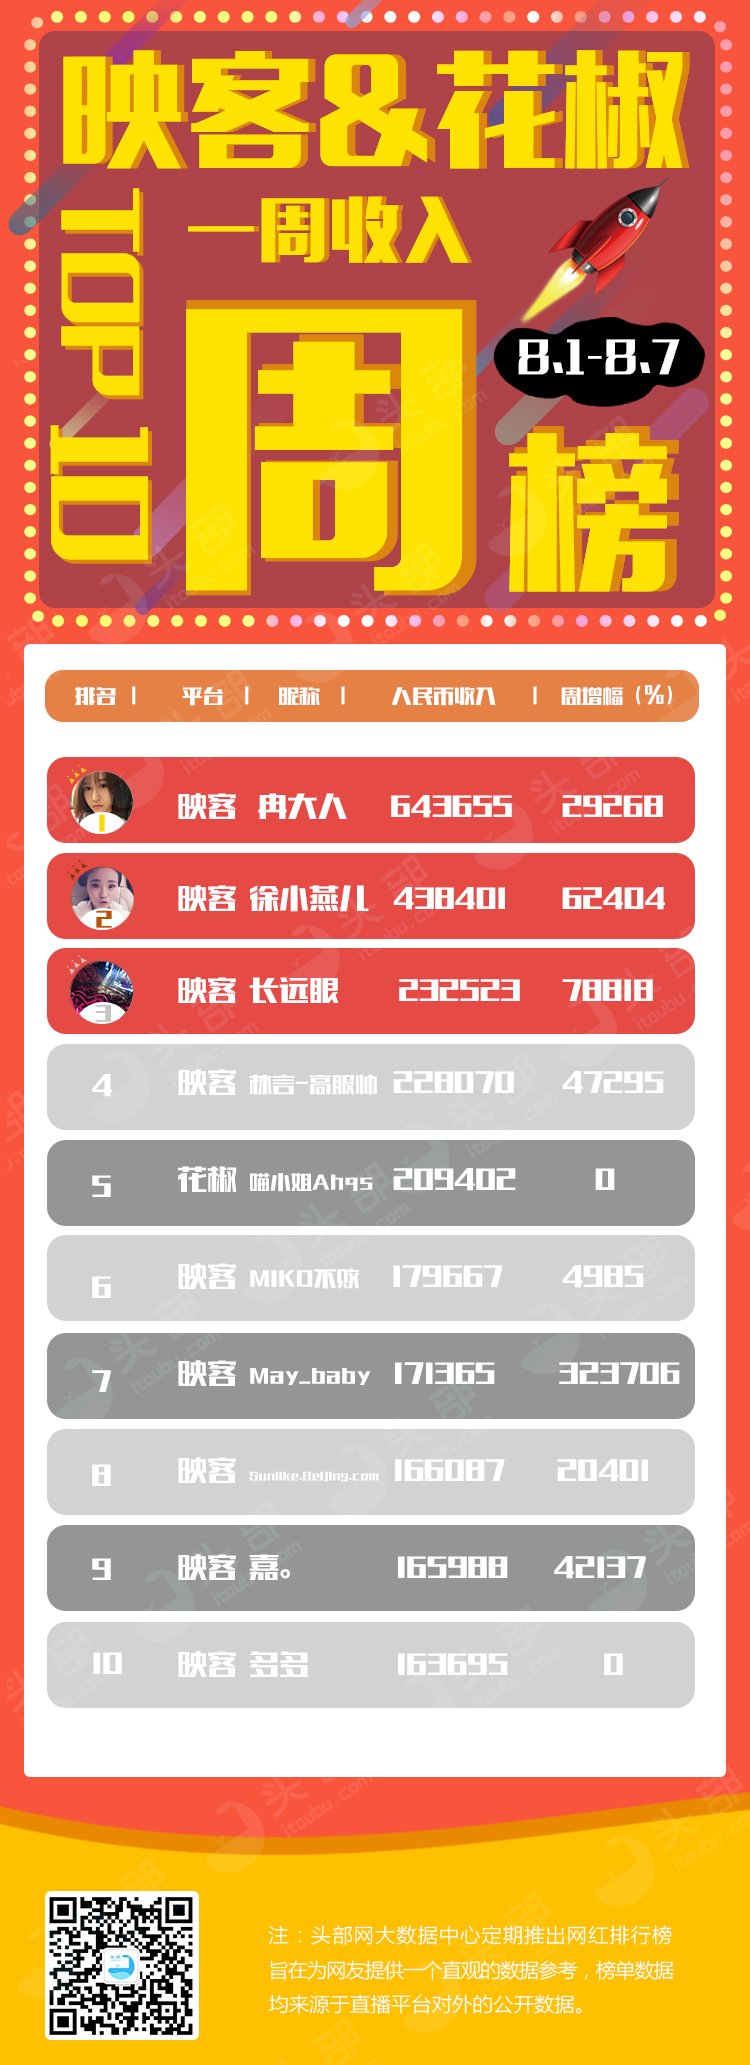 映客&花椒
一周收入
TOP 10
周榜
8.1-8.7
排名 | 平台 | 昵称 | 人民币收入 | 周增幅(%)
1 映客 冉大人 643655 29268
2 映客 徐小燕儿 438401 62404
3 映客 长远眼 232523 78818
4 映客 林言-高服帅 228070 47295
5 花椒 喵小姐Ahqs 209402 0
6 映客 MIKO不败 179667 4985
7 映客 May_baby 171365 323706
8 映客 Sunlike.Beijing.com 166087 20401
9 映客 嘉。 165988 42137
10 映客 多多 163695 0
注：头部网大数据中心定期推出网红排行榜
旨在为网友提供一个直观的数据参考，榜单数据
均来源于直播平台对外的公开数据。
头部
itoubu.com